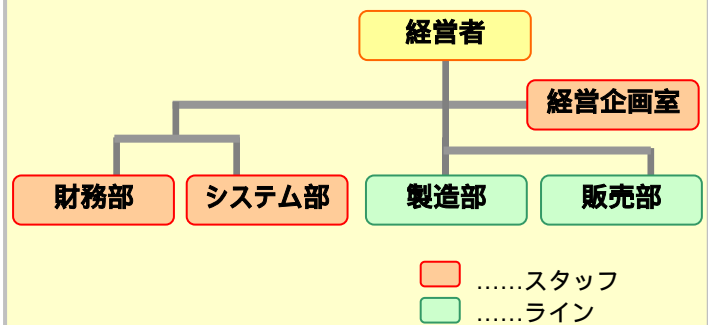 経営者
経営企画室
財務部
システム部
製造部
販売部
……スタッフ
……ライン